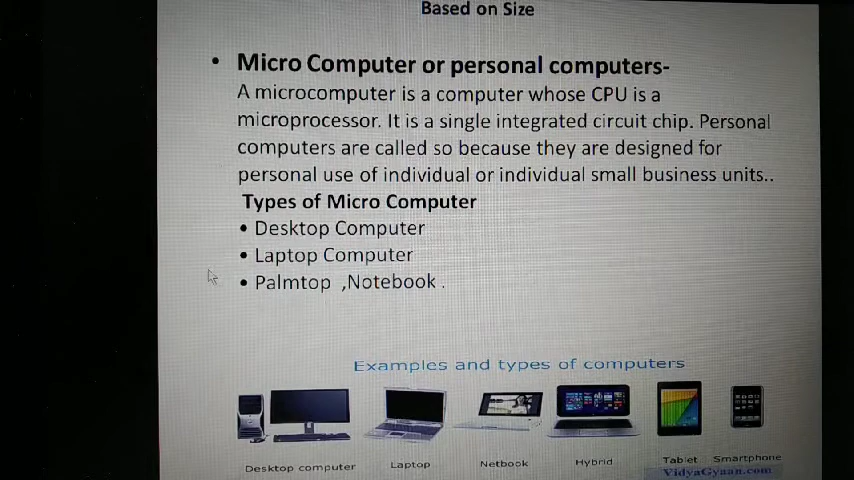 Based on Size
• Micro Computer or personal computers-
A microcomputer is a computer whose CPU is a
microprocessor. It is a single integrated circuit chip. Personal
computers are called so because they are designed for
personal use of individual or individual small business units..
Types of Micro Computer
• Desktop Computer
• Laptop Computer
• Palmtop ,Notebook .
Examples and types of computers
Desktop computer Laptop Netbook Hybrid Tablet Smartphone
VidyaGyaan.com